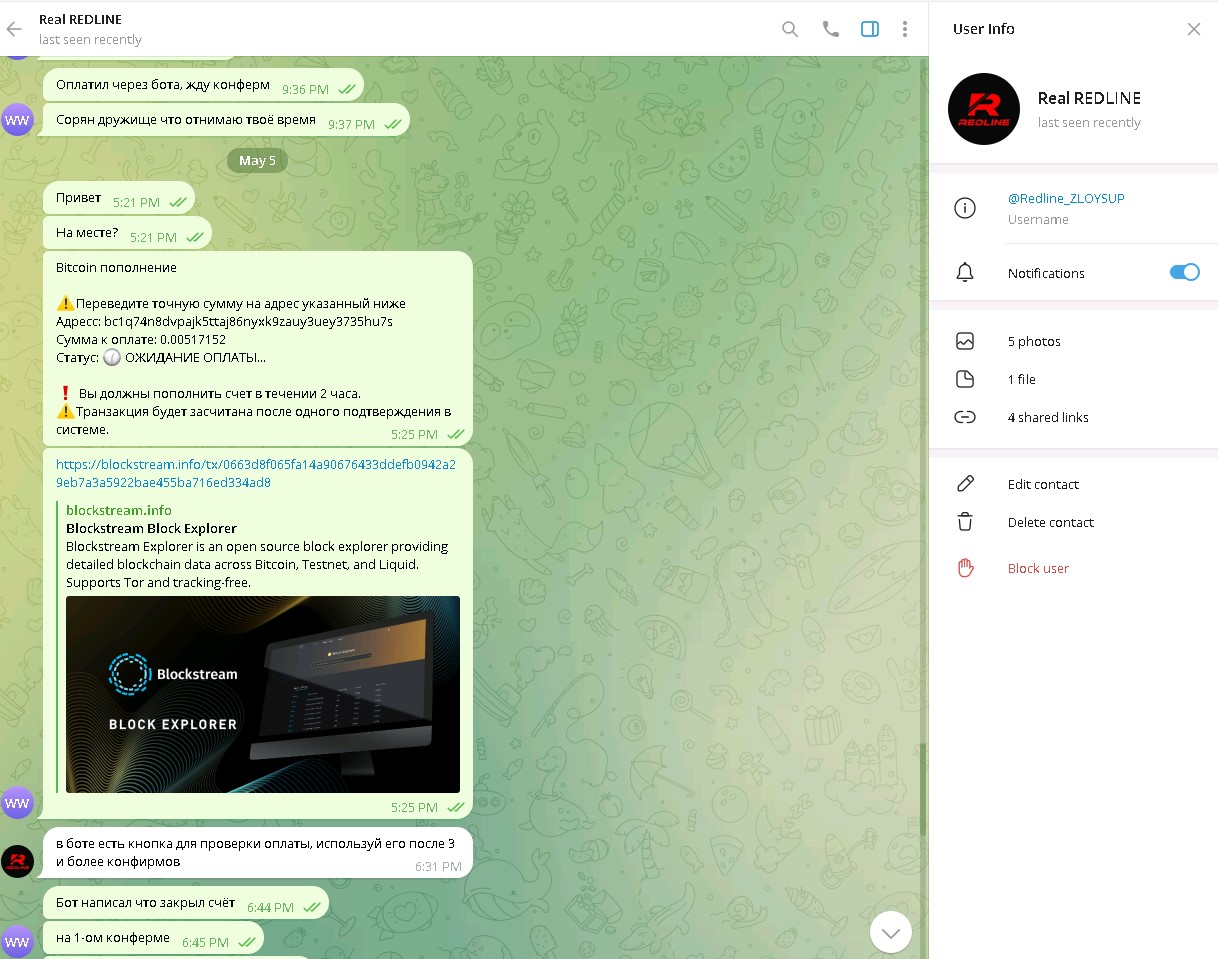 Real REDLINE
last seen recently
User Info
Оплатил через бота, жду конферм 9:36 PM
WW
Сорян дружище что отнимаю твоё время 9:37 PM
May 5
Привет 5:21 PM
На месте? 5:21 PM
Bitcoin пополнение
Переведите точную сумму на адрес указанный ниже
Адресс: bc1q74n8dvpajk5ttaj86nyxk9zauy3uey3735hu7s
Сумма к оплате: 0.00517152
Статус: ОЖИДАНИЕ ОПЛАТЫ...
Вы должны пополнить счет в течении 2 часа.
Транзакция будет засчитана после одного подтверждения в
системе.
5:25 PM
https://blockstream.info/tx/0663d8f065fa14a90676433ddefb0942a2
9eb7a3a5922bae455ba716ed334ad8
blockstream.info
Blockstream Block Explorer
Blockstream Explorer is an open source block explorer providing
detailed blockchain data across Bitcoin, Testnet, and Liquid.
Supports Tor and tracking-free.
Blockstream
BLOCK EXPLORER
WW
5:25 PM
в боте есть кнопка для проверки оплаты, используй его после 3
и более конфирмов
6:31 PM
Бот написал что закрыл счёт 6:44 PM
WW
на 1-ом конферме 6:45 PM
REDLINE
Real REDLINE
last seen recently
@Redline_ZLOYSUP
Username
Notifications
5 photos
1 file
4 shared links
Edit contact
Delete contact
Block user